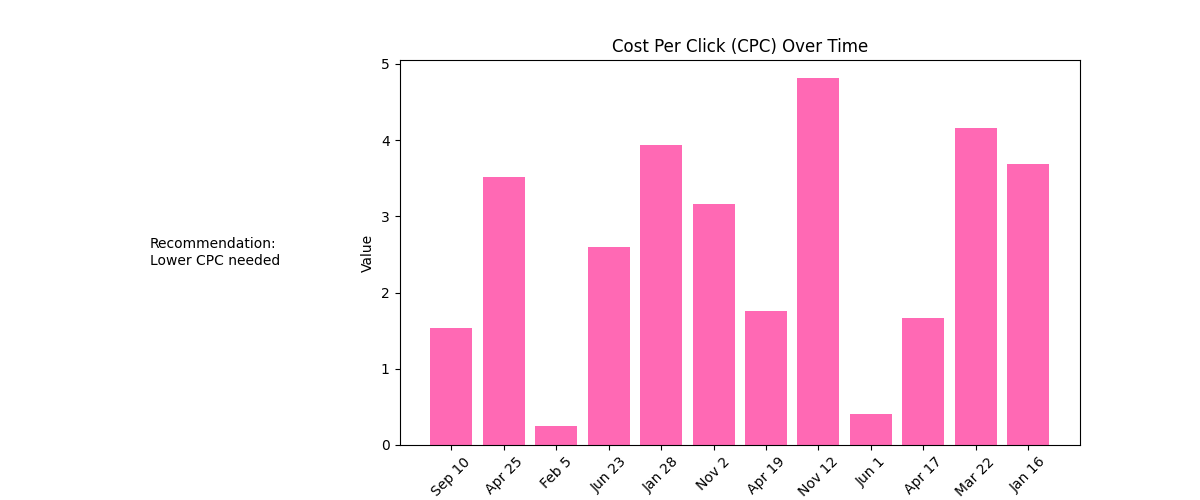 Cost Per Click (CPC) Over Time
Recommendation:
Lower CPC needed
Value
5
4
3
2
1
0
Sep 10
Apr 25
Feb 5
Jun 23
Jan 28
Nov 2
Apr 19
Nov 12
Jun 1
Apr 17
Mar 22
Jan 16